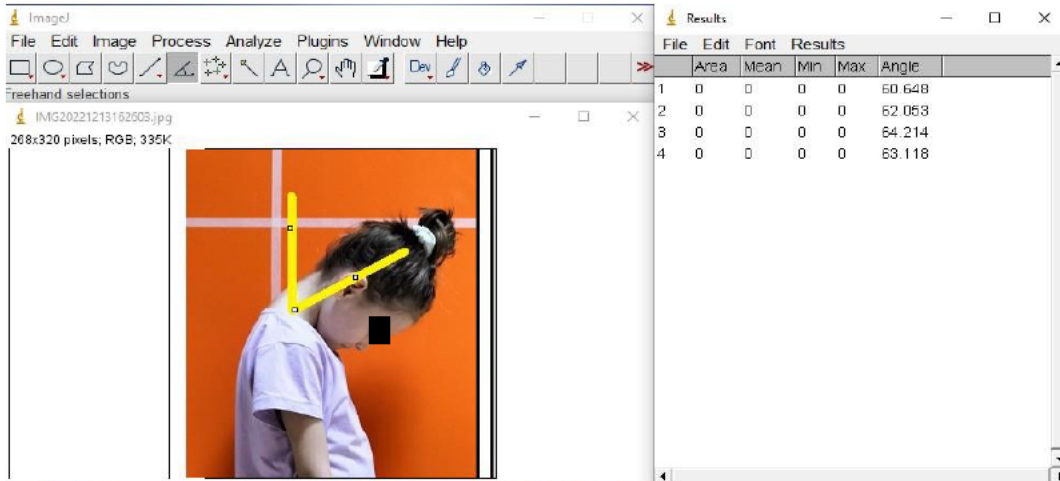 ImageJ
File Edit Image Process Analyze Plugins Window Help
A Dev >>
Freehand selections
IMG20221213162603.jpg
268x320 pixels; RGB; 335K
Results
File Edit Font Results
Area Mean Min Max Angle
1 0 0 0 0 60.648
2 0 0 0 0 62.053
3 0 0 0 0 64.214
4 0 0 0 0 63.118